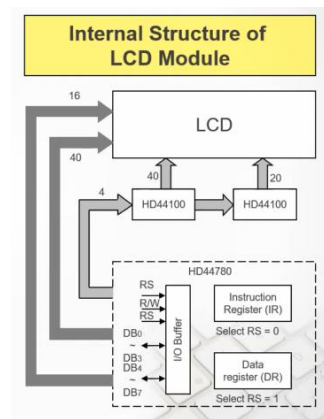 Internal Structure of
LCD Module
16
40
LCD
40
20
4
HD44100
HD44100
HD44780
RS
R/W
RS
I/O Buffer
DB0
~
DB3
DB4
~
DB7
Instruction
Register (IR)
Select RS = 0
Data
register (DR)
Select RS = 1